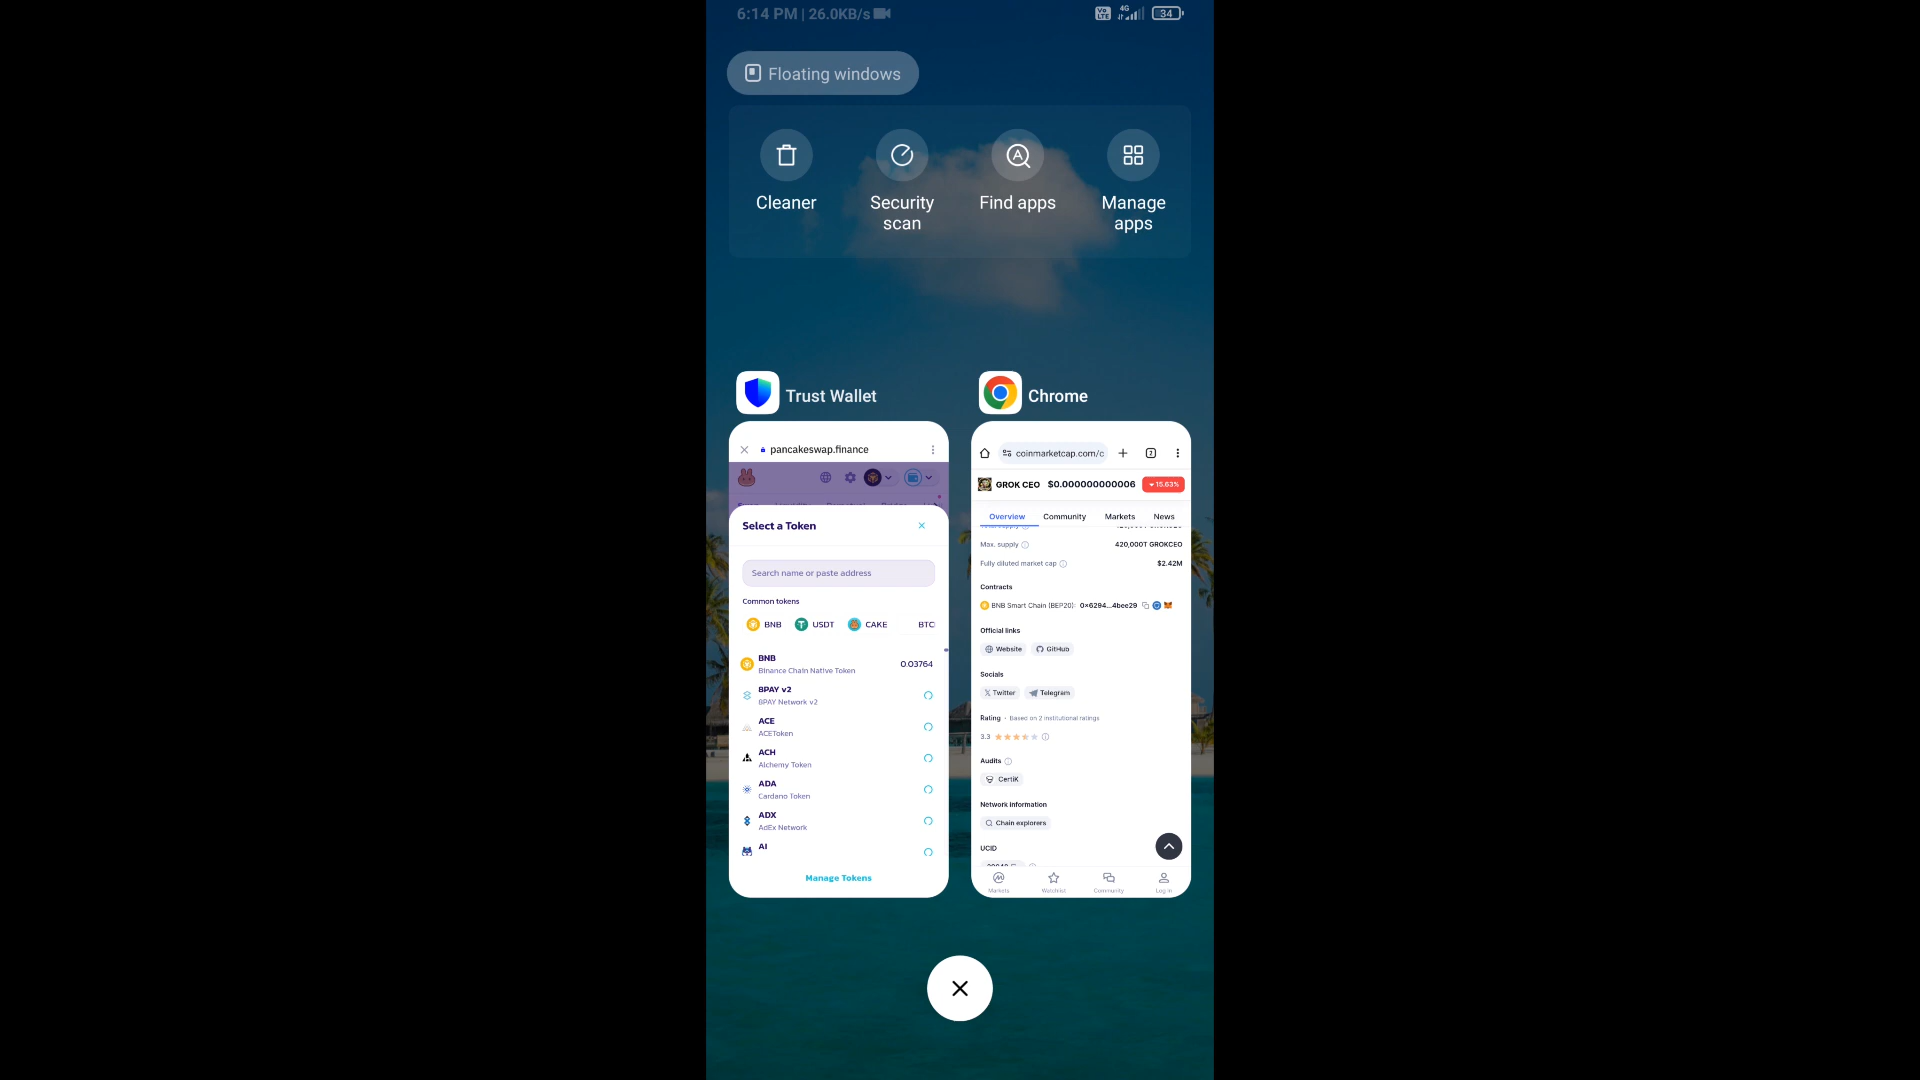 6:14 PM | 26.0KB/s
Vo LTE 4G 34
Floating windows
Cleaner
Security scan
Find apps
Manage apps
Trust Wallet
pancakeswap.finance
Select a Token
Search name or paste address
Common tokens
BNB USDT CAKE BTC
BNB
Binance Chain Native Token
0.03764
8PAY v2
8PAY Network v2
ACE
ACEToken
ACH
Alchemy Token
ADA
Cardano Token
ADX
AdEx Network
AI
Manage Tokens
Chrome
coinmarketcap.com/c
2
GROK CEO $0.000000000006 15.63%
Overview Community Markets News
Max. supply 420,000T GROKCEO
Fully diluted market cap $2.42M
Contracts
BNB Smart Chain (BEP20): 0x6294...4bee29
Official links
Website GitHub
Socials
Twitter Telegram
Rating · Based on 2 institutional ratings
3.3
Audits
CertiK
Network information
Chain explorers
UCID
Markets Watchlist Community Log in